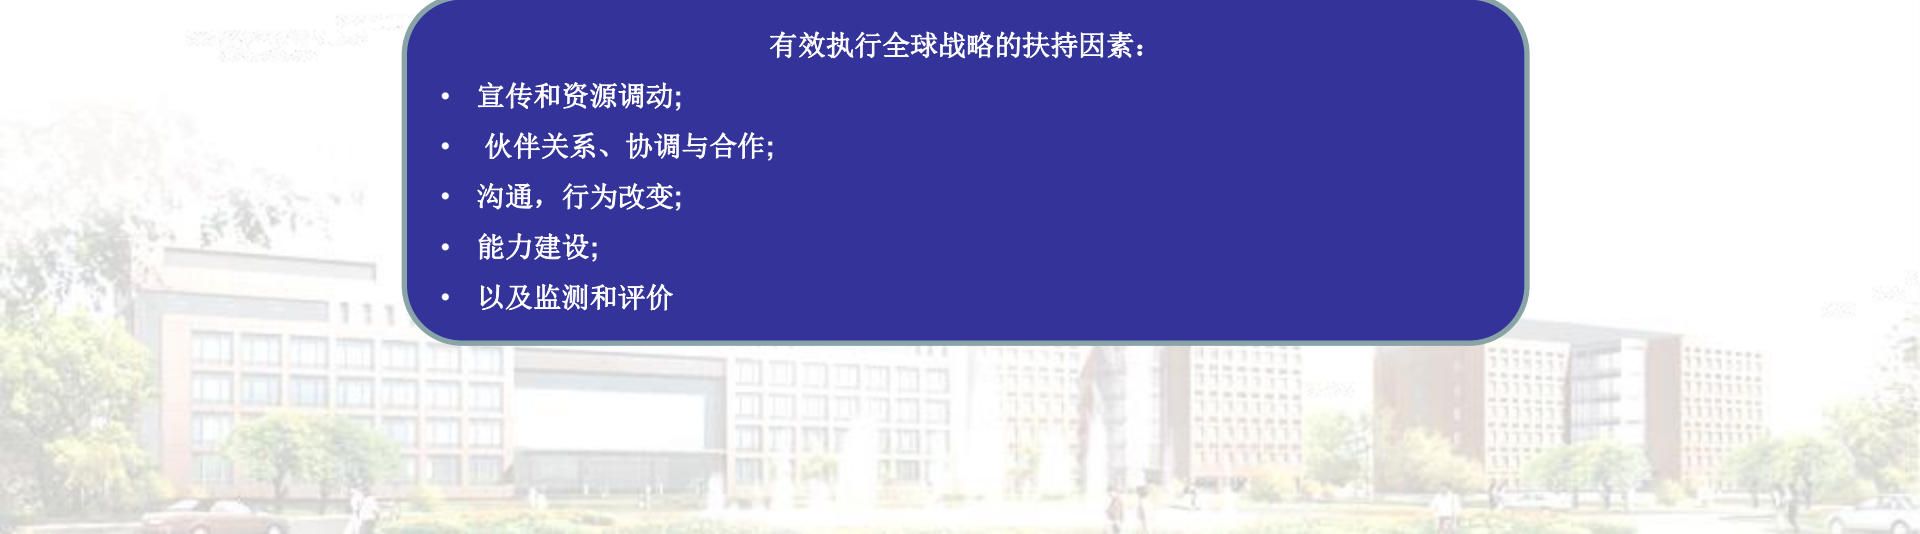 有效执行全球战略的扶持因素：
• 宣传和资源调动;
• 伙伴关系、协调与合作;
• 沟通，行为改变;
• 能力建设;
• 以及监测和评价